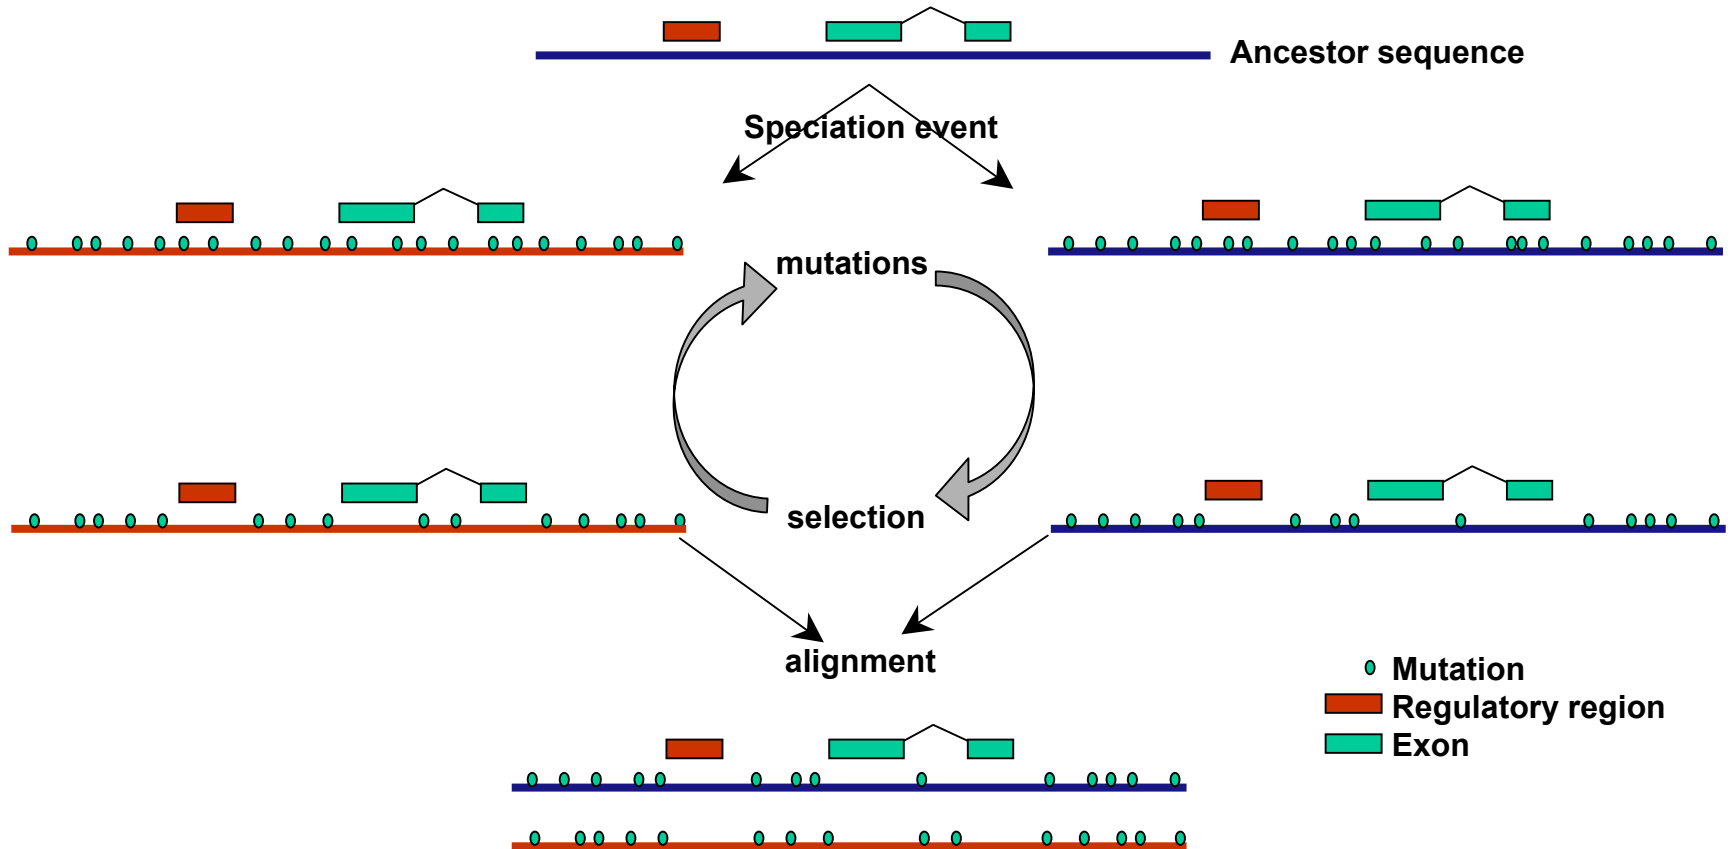 Ancestor sequence
Speciation event
mutations
selection
alignment
Mutation
Regulatory region
Exon